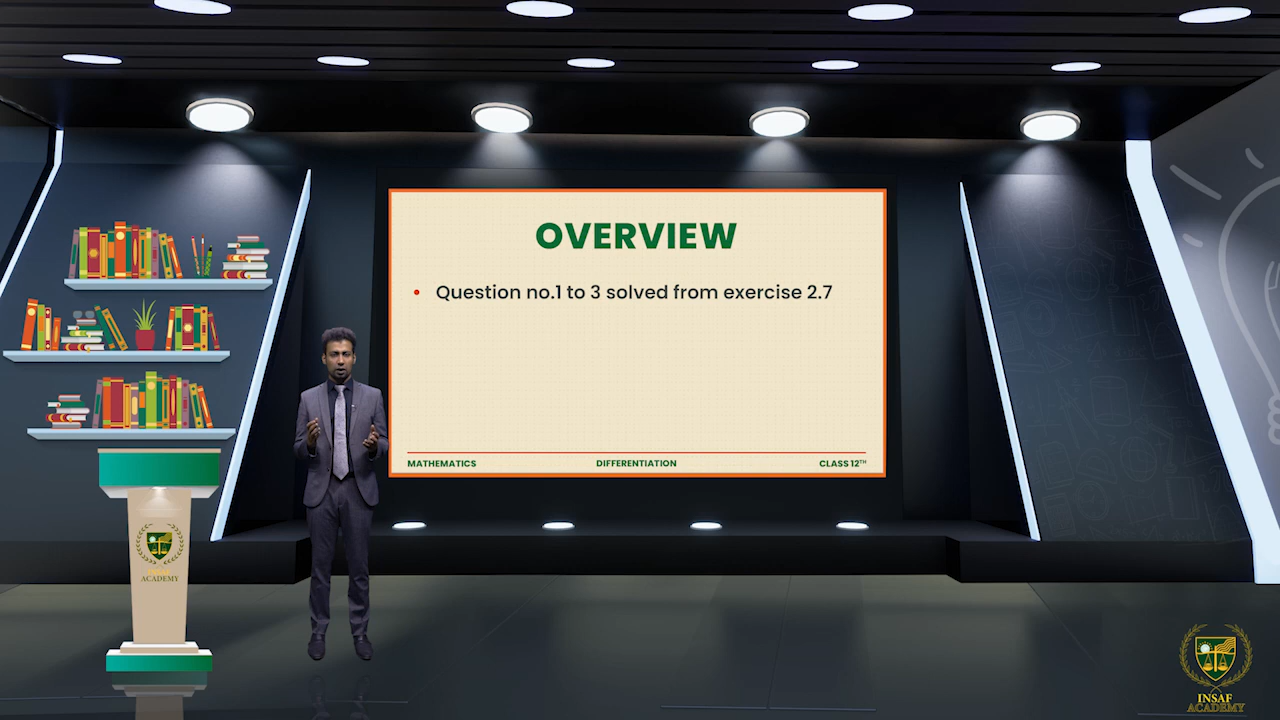 OVERVIEW
• Question no.1 to 3 solved from exercise 2.7
MATHEMATICS DIFFERENTIATION CLASS 12TH
ACADEMY
INSAF
ACADEMY